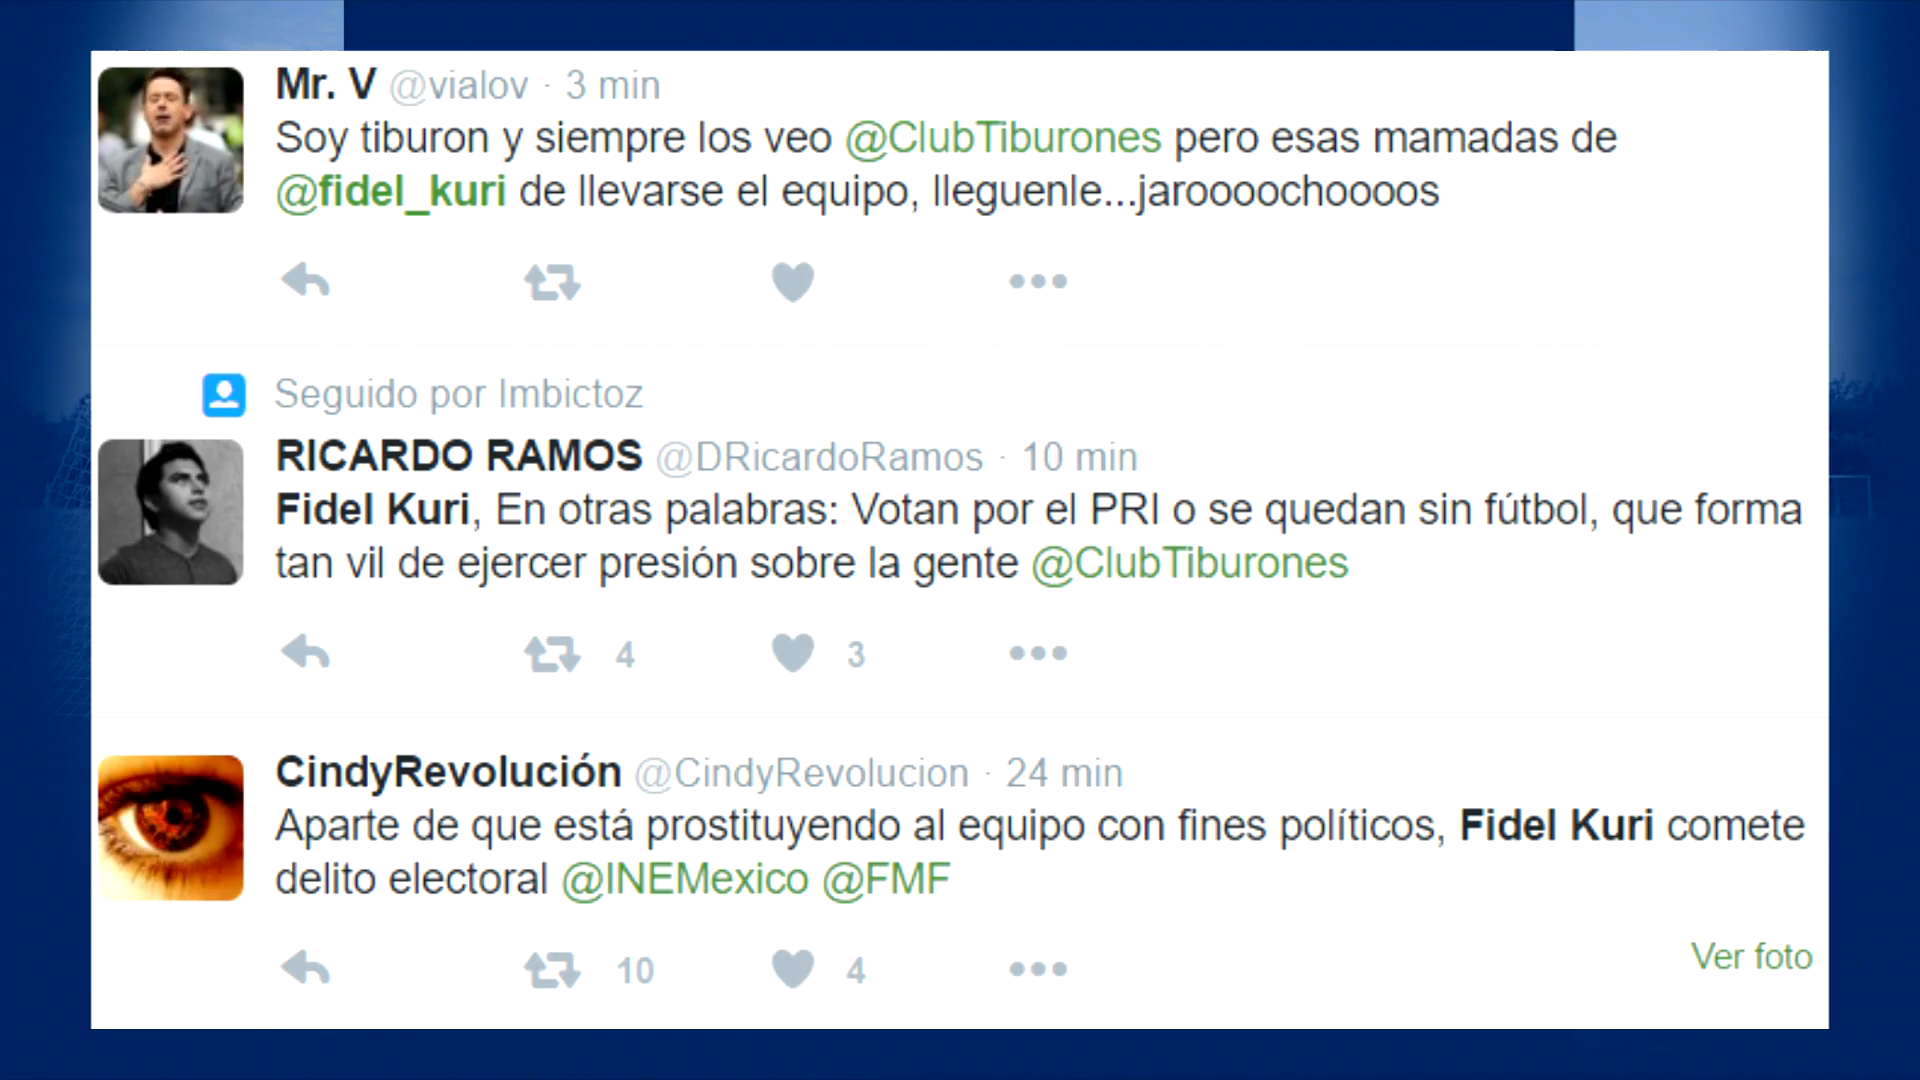 Mr. V @vialov · 3 min
Soy tiburon y siempre los veo @ClubTiburones pero esas mamadas de
@fidel_kuri de llevarse el equipo, lleguenle...jaroooochoooos
Seguido por Imbictoz
RICARDO RAMOS @DRicardoRamos · 10 min
Fidel Kuri, En otras palabras: Votan por el PRI o se quedan sin fútbol, que forma
tan vil de ejercer presión sobre la gente @ClubTiburones
4 3
CindyRevolución @CindyRevolucion · 24 min
Aparte de que está prostituyendo al equipo con fines políticos, Fidel Kuri comete
delito electoral @INEMexico @FMF
Ver foto
10 4